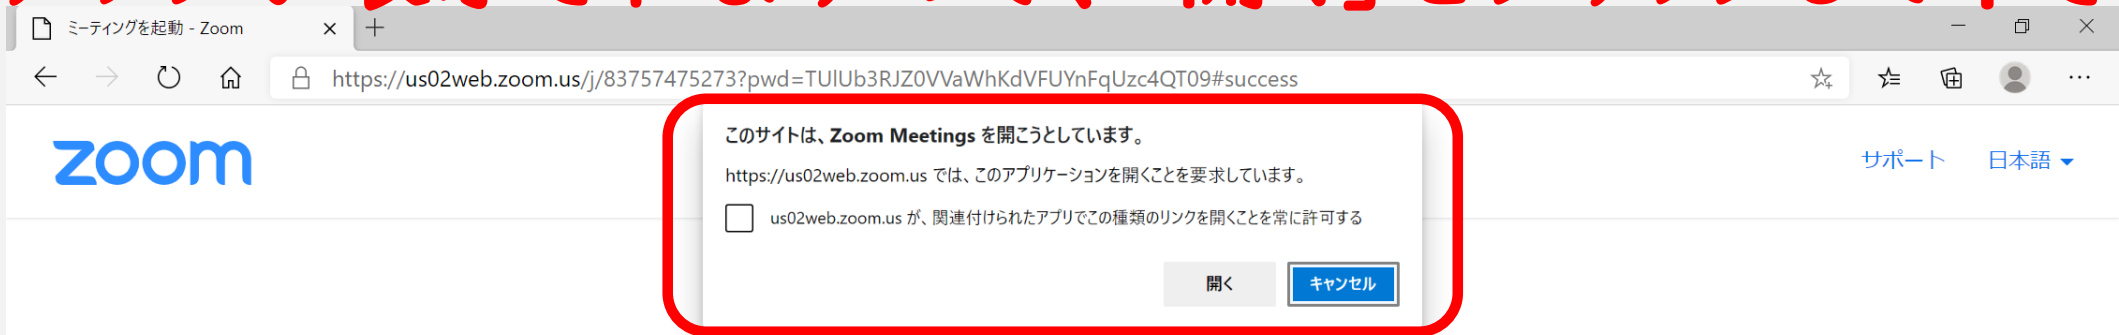 ミーティングを起動 - Zoom
https://us02web.zoom.us/j/83757475273?pwd=TUlUb3RJZ0VVaWhKdVFUYnFqUzc4QT09#success
zoom
サポート 日本語
このサイトは、Zoom Meetings を開こうとしています。
https://us02web.zoom.us では、このアプリケーションを開くことを要求しています。
us02web.zoom.us が、関連付けられたアプリでこの種類のリンクを開くことを常に許可する
開く キャンセル